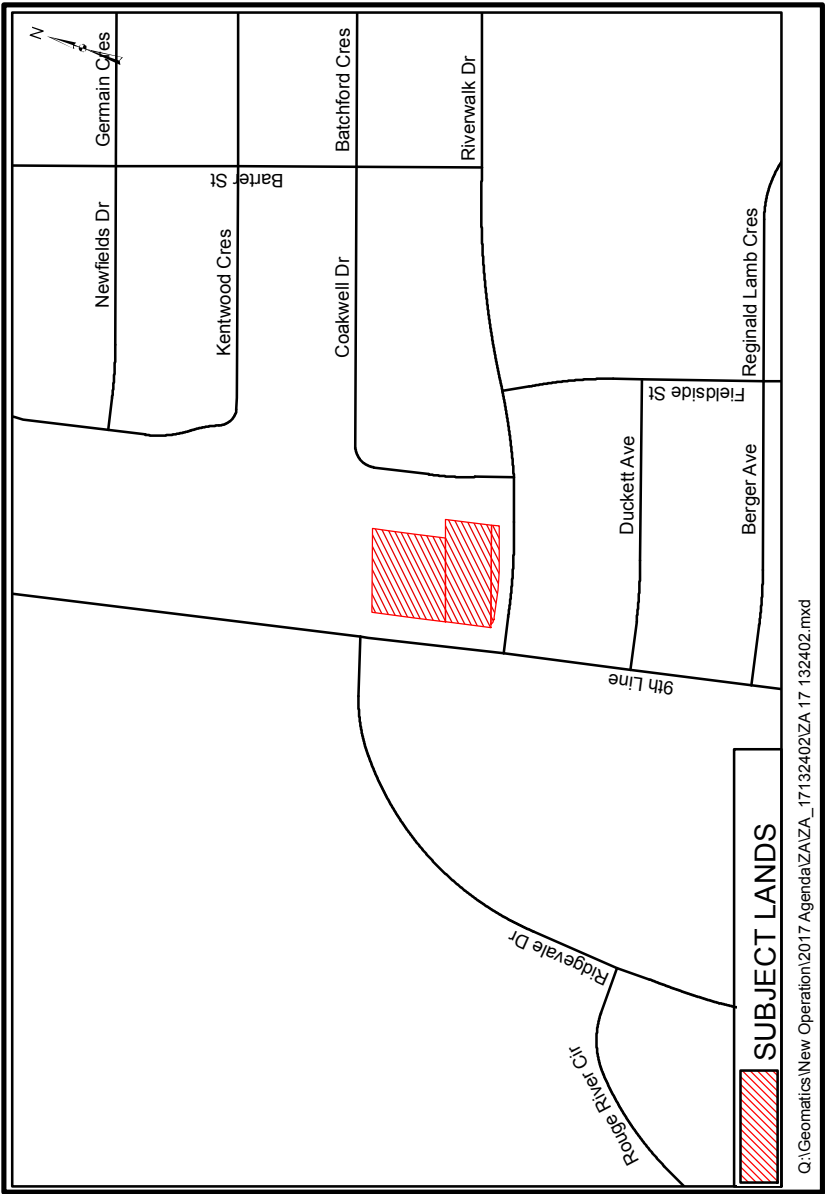 N
Germain Cres
Batchford Cres
Riverwalk Dr
Barter St
Newfields Dr
Kentwood Cres
Coakwell Dr
Reginald Lamb Cres
Fieldside St
Duckett Ave
Berger Ave
9th Line
Ridgevale Dr
Rouge River Cir
SUBJECT LANDS
Q:\Geomatics\New Operation\2017 Agenda\ZA\ZA_17132402\ZA 17 132402.mxd